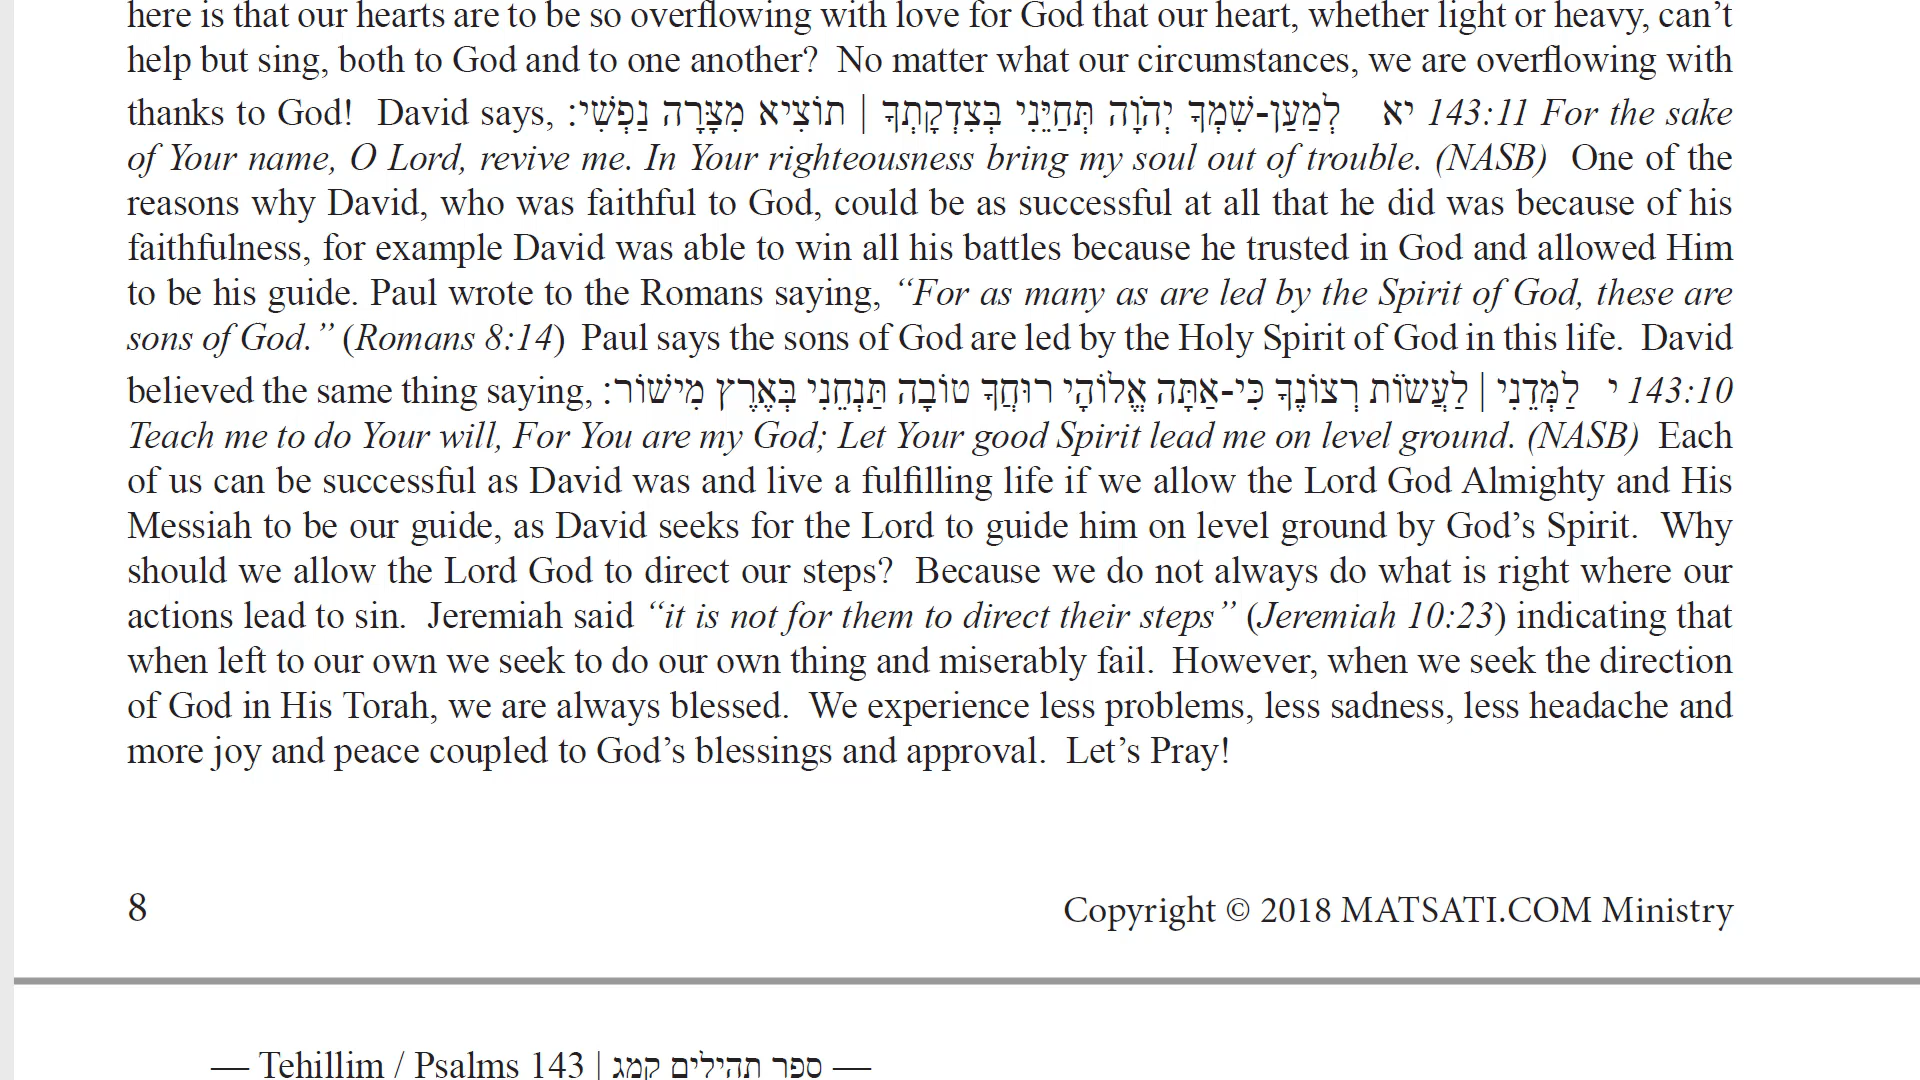 here is that our hearts are to be so overflowing with love for God that our heart, whether light or heavy, can’t
help but sing, both to God and to one another?  No matter what our circumstances, we are overflowing with
thanks to God!  David says, יא לְמַעַן-שִׁמְךָ יְהֹוָה תְּחַיֵּנִי בְּצִדְקָתְךָ | תוֹצִיא מִצָּרָה נַפְשִׁי: 143:11 For the sake
of Your name, O Lord, revive me. In Your righteousness bring my soul out of trouble. (NASB)  One of the
reasons why David, who was faithful to God, could be as successful at all that he did was because of his
faithfulness, for example David was able to win all his battles because he trusted in God and allowed Him
to be his guide. Paul wrote to the Romans saying, “For as many as are led by the Spirit of God, these are
sons of God.” (Romans 8:14)  Paul says the sons of God are led by the Holy Spirit of God in this life.  David
believed the same thing saying, י לַמְּדֵנִי | לַעֲשׂוֹת רְצוֹנֶךָ כִּי-אַתָּה אֱלוֹהָי רוּחֲךָ טוֹבָה תַּנְחֵנִי בְּאֶרֶץ מִישׁוֹר: 143:10
Teach me to do Your will, For You are my God; Let Your good Spirit lead me on level ground. (NASB)  Each
of us can be successful as David was and live a fulfilling life if we allow the Lord God Almighty and His
Messiah to be our guide, as David seeks for the Lord to guide him on level ground by God’s Spirit.  Why
should we allow the Lord God to direct our steps?  Because we do not always do what is right where our
actions lead to sin.  Jeremiah said “it is not for them to direct their steps” (Jeremiah 10:23) indicating that
when left to our own we seek to do our own thing and miserably fail.  However, when we seek the direction
of God in His Torah, we are always blessed.  We experience less problems, less sadness, less headache and
more joy and peace coupled to God’s blessings and approval.  Let’s Pray!
8
Copyright © 2018 MATSATI.COM Ministry
— Tehillim / Psalms 143 | ספר תהילים קמג —